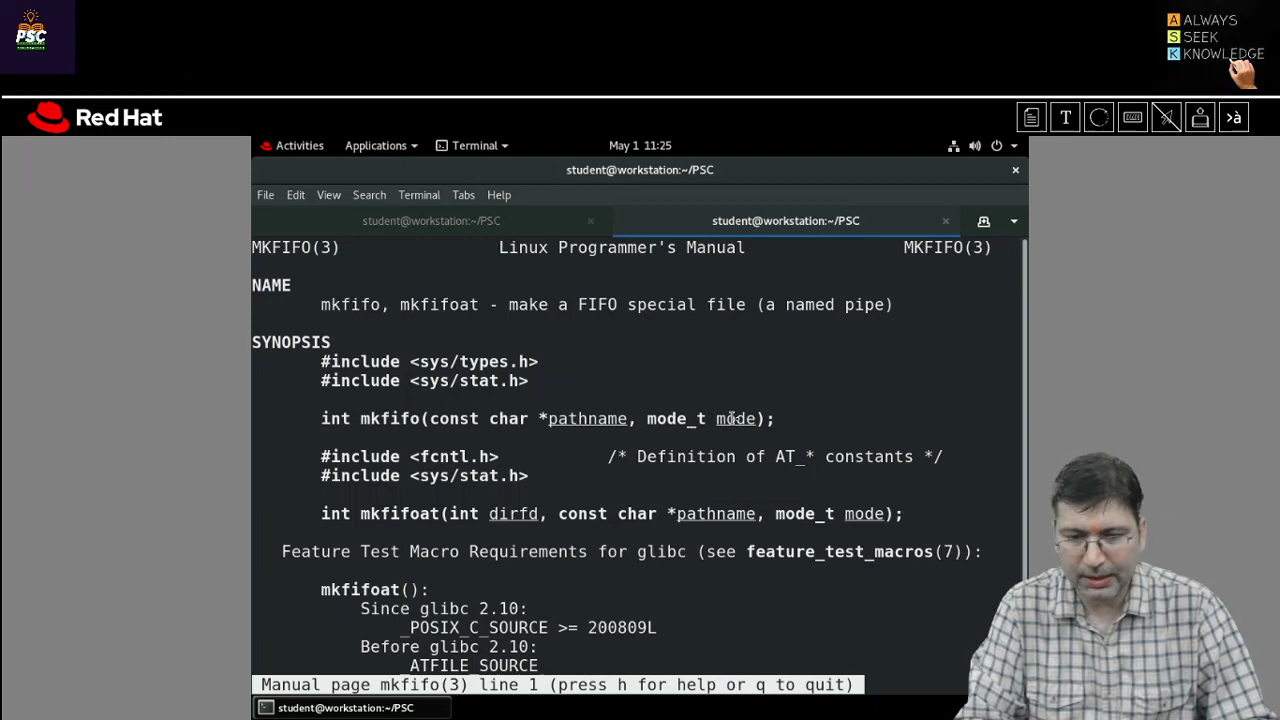 PSC
A ALWAYS
S SEEK
K KNOWLEDGE
Red Hat
T
>à
Activities Applications Terminal May 1 11:25
student@workstation:~/PSC
File Edit View Search Terminal Tabs Help
student@workstation:~/PSC × student@workstation:~/PSC ×
MKFIFO(3) Linux Programmer's Manual MKFIFO(3)
NAME
mkfifo, mkfifoat - make a FIFO special file (a named pipe)
SYNOPSIS
#include <sys/types.h>
#include <sys/stat.h>
int mkfifo(const char *pathname, mode_t mode);
#include <fcntl.h> /* Definition of AT_* constants */
#include <sys/stat.h>
int mkfifoat(int dirfd, const char *pathname, mode_t mode);
Feature Test Macro Requirements for glibc (see feature_test_macros(7)):
mkfifoat():
Since glibc 2.10:
_POSIX_C_SOURCE >= 200809L
Before glibc 2.10:
_ATFILE_SOURCE
Manual page mkfifo(3) line 1 (press h for help or q to quit)
student@workstation:~/PSC